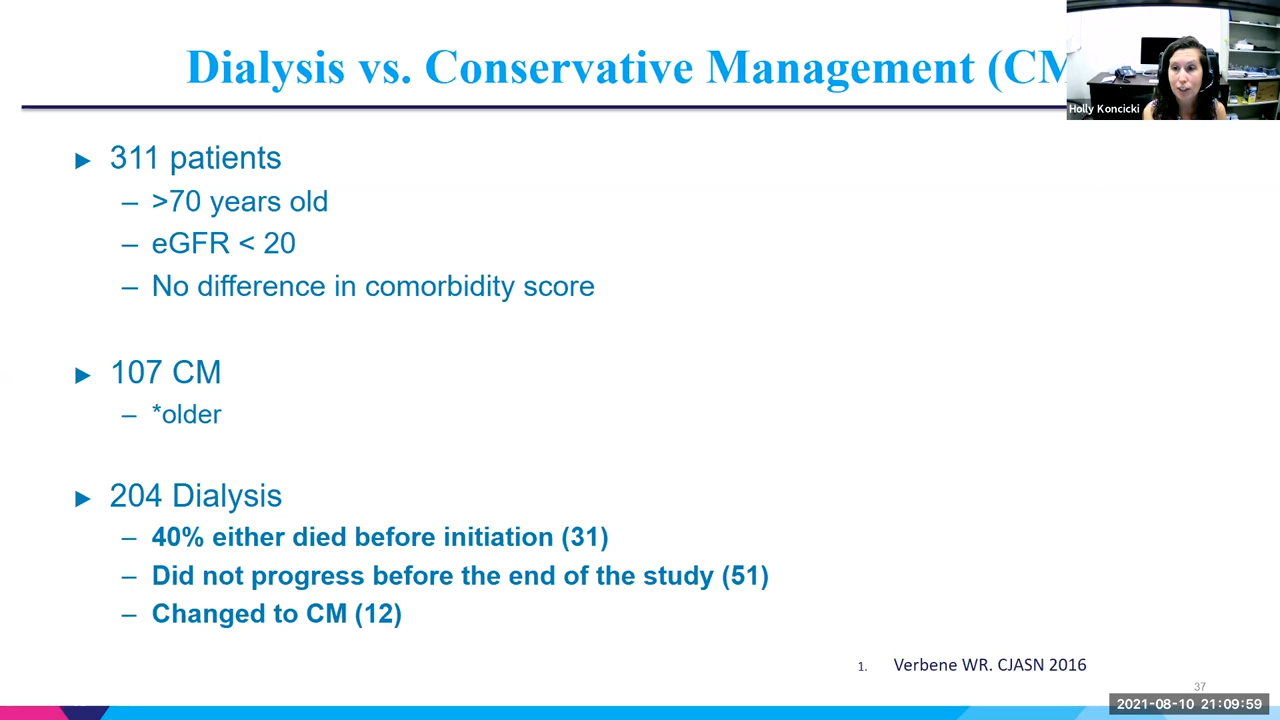 Dialysis vs. Conservative Management (CM
Holly Koncicki
311 patients
– >70 years old
– eGFR < 20
– No difference in comorbidity score
107 CM
– *older
204 Dialysis
– 40% either died before initiation (31)
– Did not progress before the end of the study (51)
– Changed to CM (12)
1. Verbene WR. CJASN 2016
37
2021-08-10 21:09:59